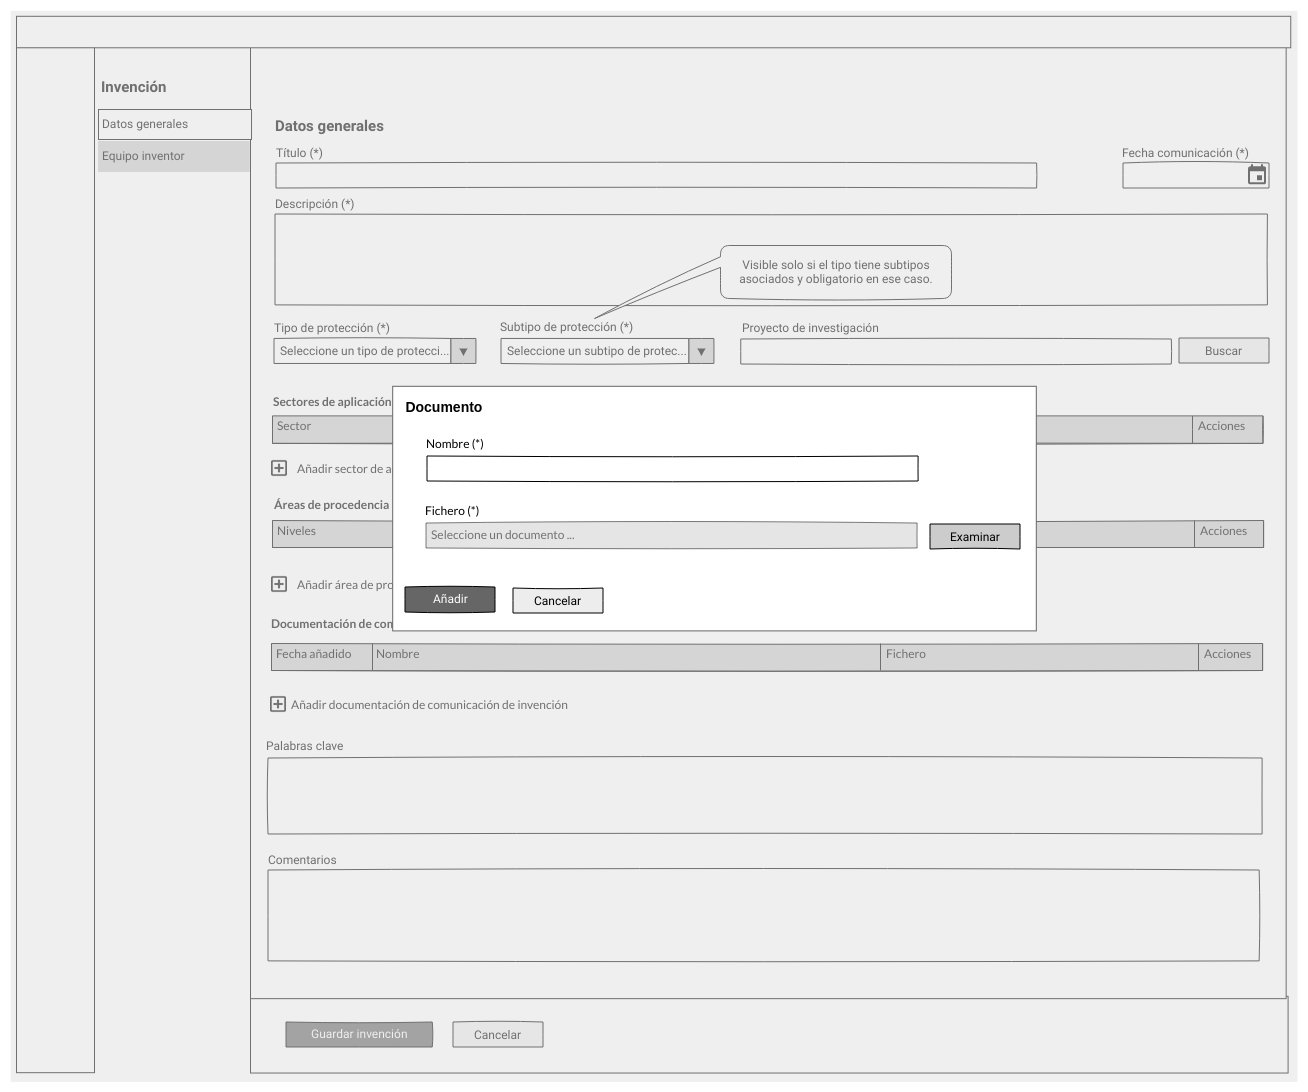 Invención
Datos generales
Equipo inventor
Datos generales
Título (*)
Fecha comunicación (*)
Descripción (*)
Visible solo si el tipo tiene subtipos
asociados y obligatorio en ese caso.
Tipo de protección (*)
Subtipo de protección (*)
Proyecto de investigación
Seleccione un tipo de protecci...
Seleccione un subtipo de protec...
Buscar
Sectores de aplicación
Sector
Acciones
Añadir sector de a
Áreas de procedencia
Niveles
Acciones
Añadir área de pro
Documento
Nombre (*)
Fichero (*)
Seleccione un documento ...
Examinar
Añadir
Cancelar
Documentación de con
Fecha añadido
Nombre
Fichero
Acciones
Añadir documentación de comunicación de invención
Palabras clave
Comentarios
Guardar invención
Cancelar